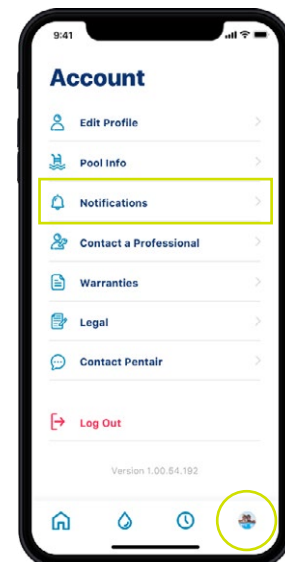 9:41
Account
Edit Profile
Pool Info
Notifications
Contact a Professional
Warranties
Legal
Contact Pentair
Log Out
Version 1.00.54.192